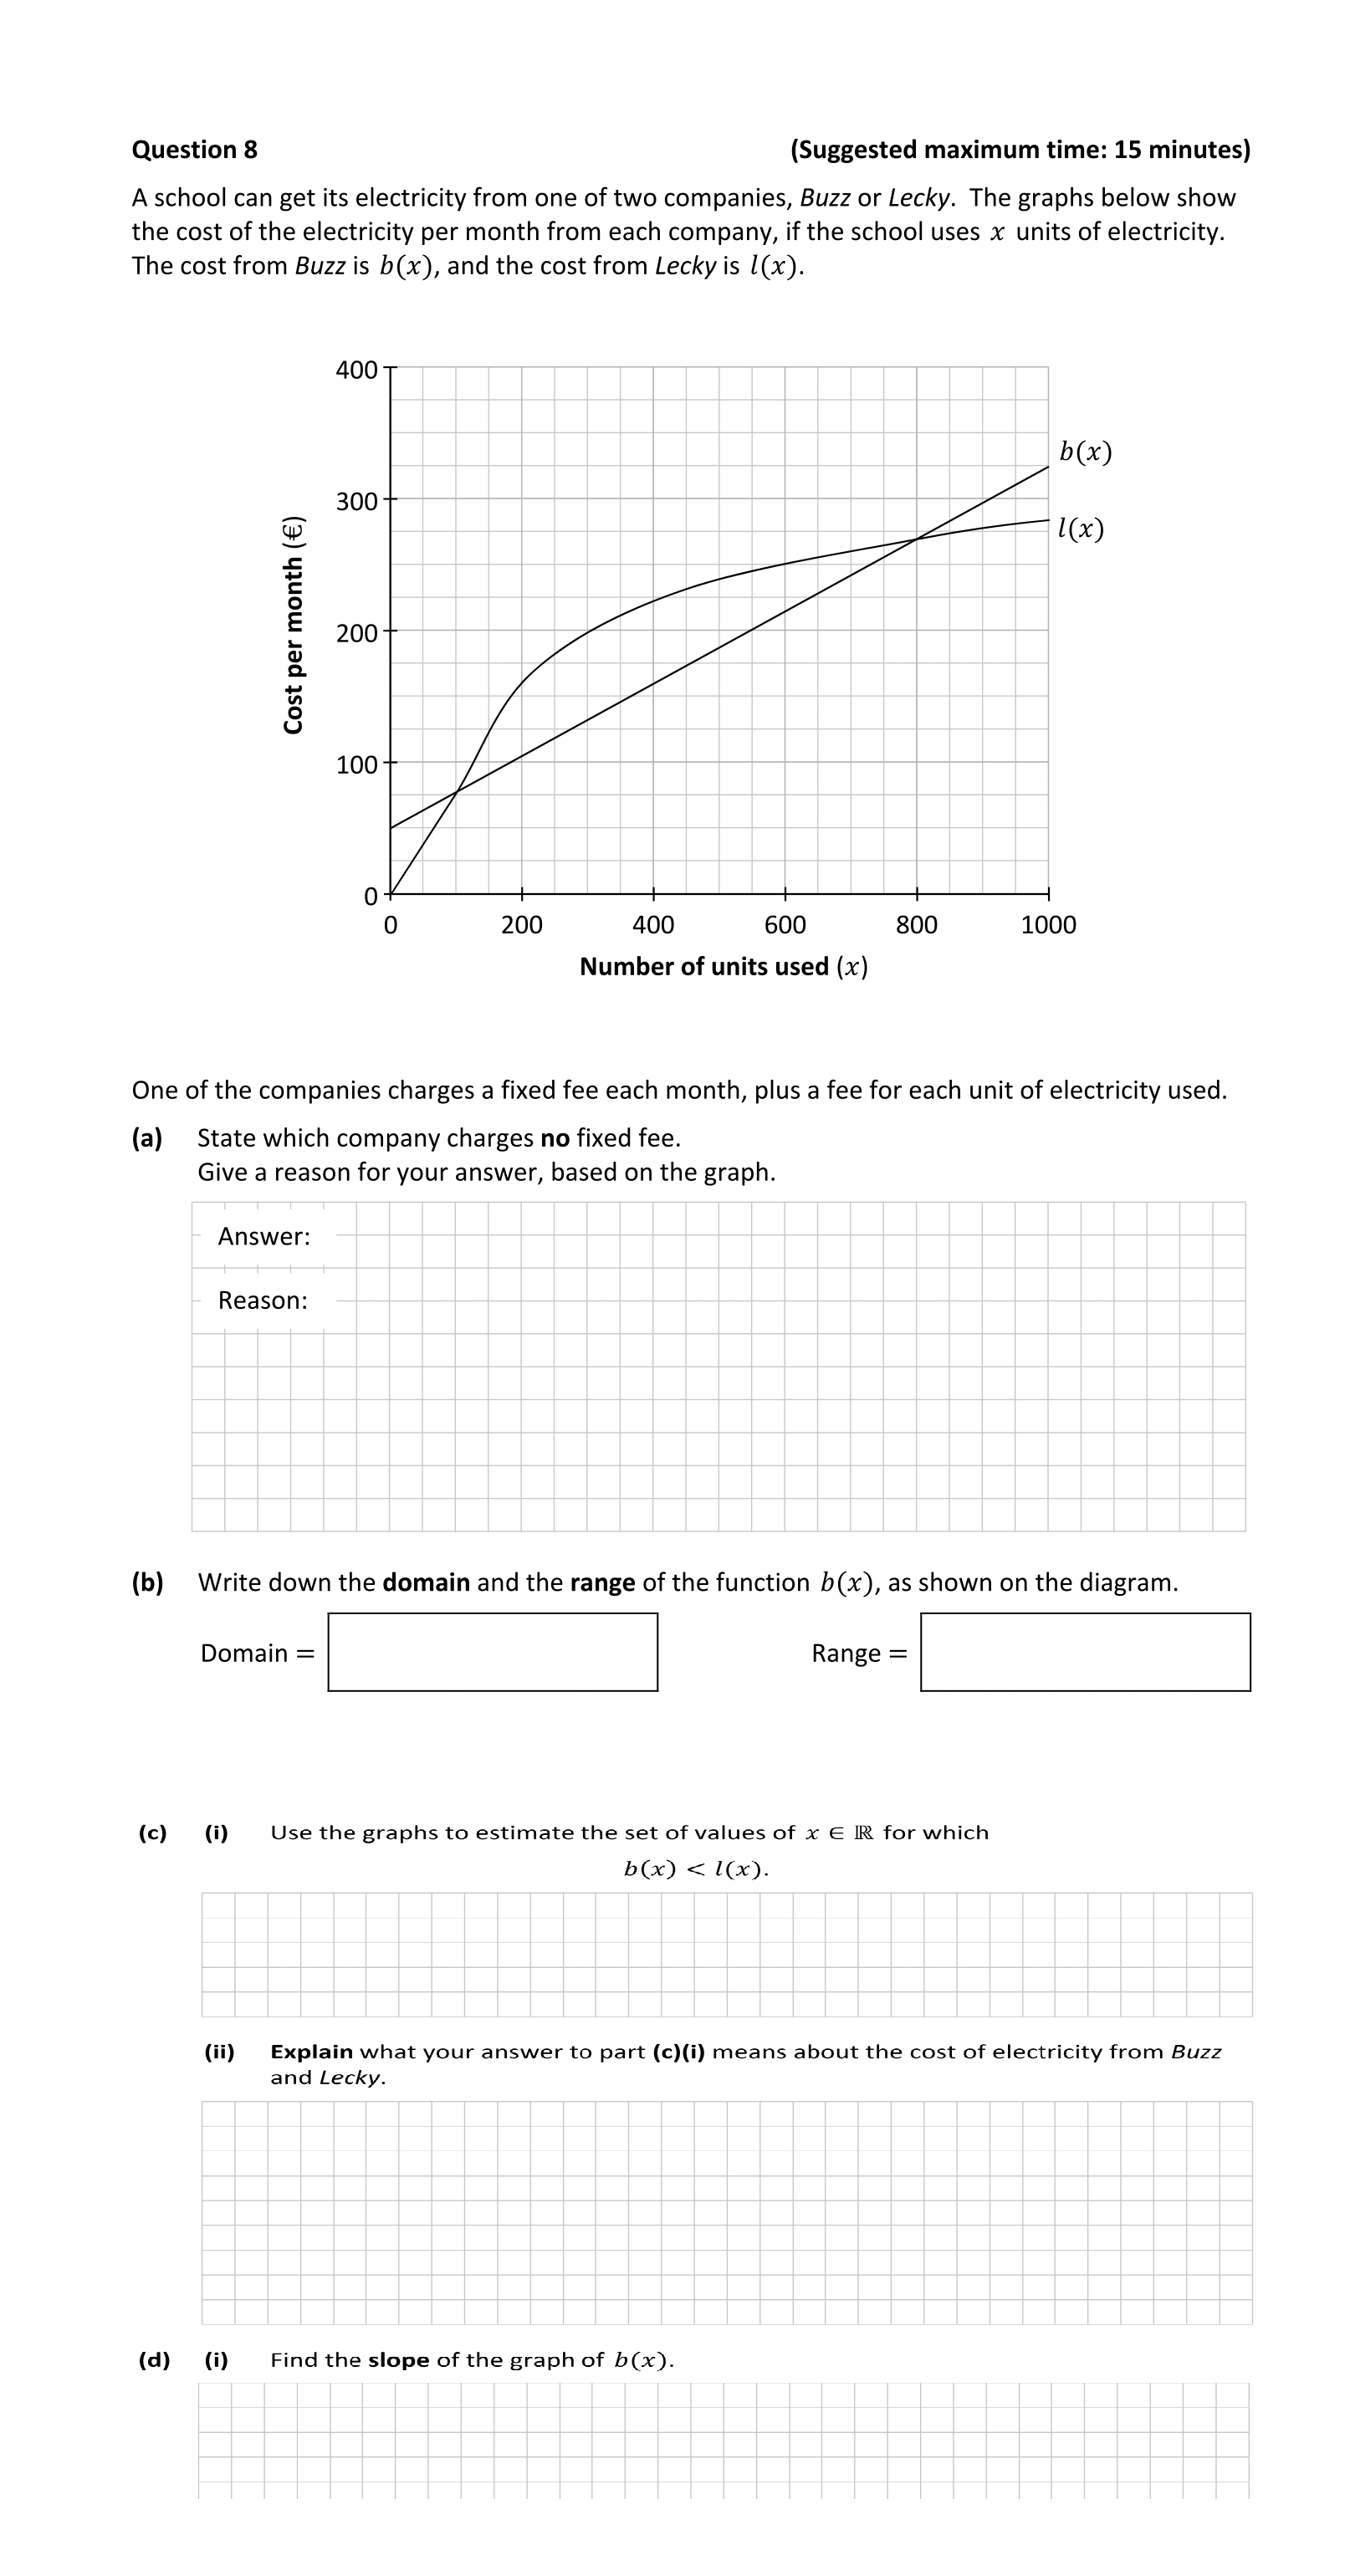 Question 8 (Suggested maximum time: 15 minutes)
A school can get its electricity from one of two companies, Buzz or Lecky. The graphs below show
the cost of the electricity per month from each company, if the school uses x units of electricity.
The cost from Buzz is b(x), and the cost from Lecky is l(x).
400
b(x)
300
l(x)
Cost per month (€)
200
100
0
0 200 400 600 800 1000
Number of units used (x)
One of the companies charges a fixed fee each month, plus a fee for each unit of electricity used.
(a) State which company charges no fixed fee.
Give a reason for your answer, based on the graph.
Answer:
Reason:
(b) Write down the domain and the range of the function b(x), as shown on the diagram.
Domain = Range =
(c) (i) Use the graphs to estimate the set of values of x ∈ ℝ for which
b(x) < l(x).
(ii) Explain what your answer to part (c)(i) means about the cost of electricity from Buzz
and Lecky.
(d) (i) Find the slope of the graph of b(x).